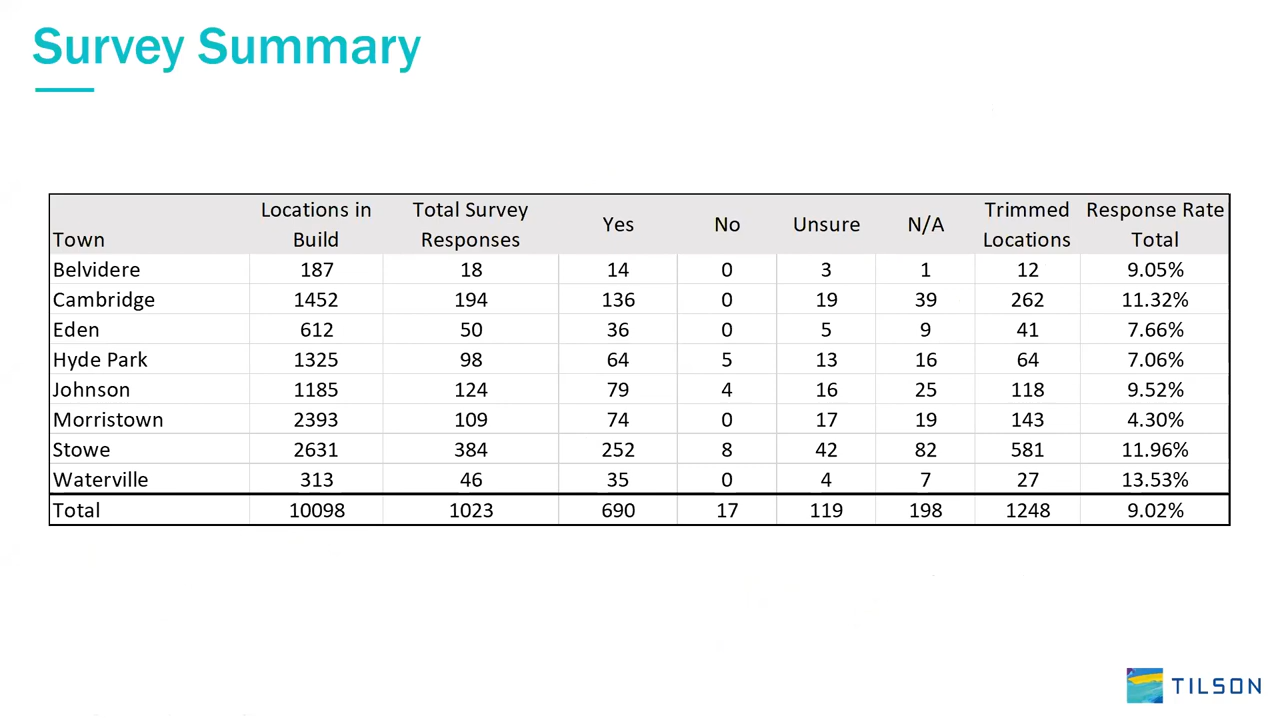 Survey Summary
Town | Locations in Build | Total Survey Responses | Yes | No | Unsure | N/A | Trimmed Locations | Response Rate Total
Belvidere | 187 | 18 | 14 | 0 | 3 | 1 | 12 | 9.05%
Cambridge | 1452 | 194 | 136 | 0 | 19 | 39 | 262 | 11.32%
Eden | 612 | 50 | 36 | 0 | 5 | 9 | 41 | 7.66%
Hyde Park | 1325 | 98 | 64 | 5 | 13 | 16 | 64 | 7.06%
Johnson | 1185 | 124 | 79 | 4 | 16 | 25 | 118 | 9.52%
Morristown | 2393 | 109 | 74 | 0 | 17 | 19 | 143 | 4.30%
Stowe | 2631 | 384 | 252 | 8 | 42 | 82 | 581 | 11.96%
Waterville | 313 | 46 | 35 | 0 | 4 | 7 | 27 | 13.53%
Total | 10098 | 1023 | 690 | 17 | 119 | 198 | 1248 | 9.02%
TILSON